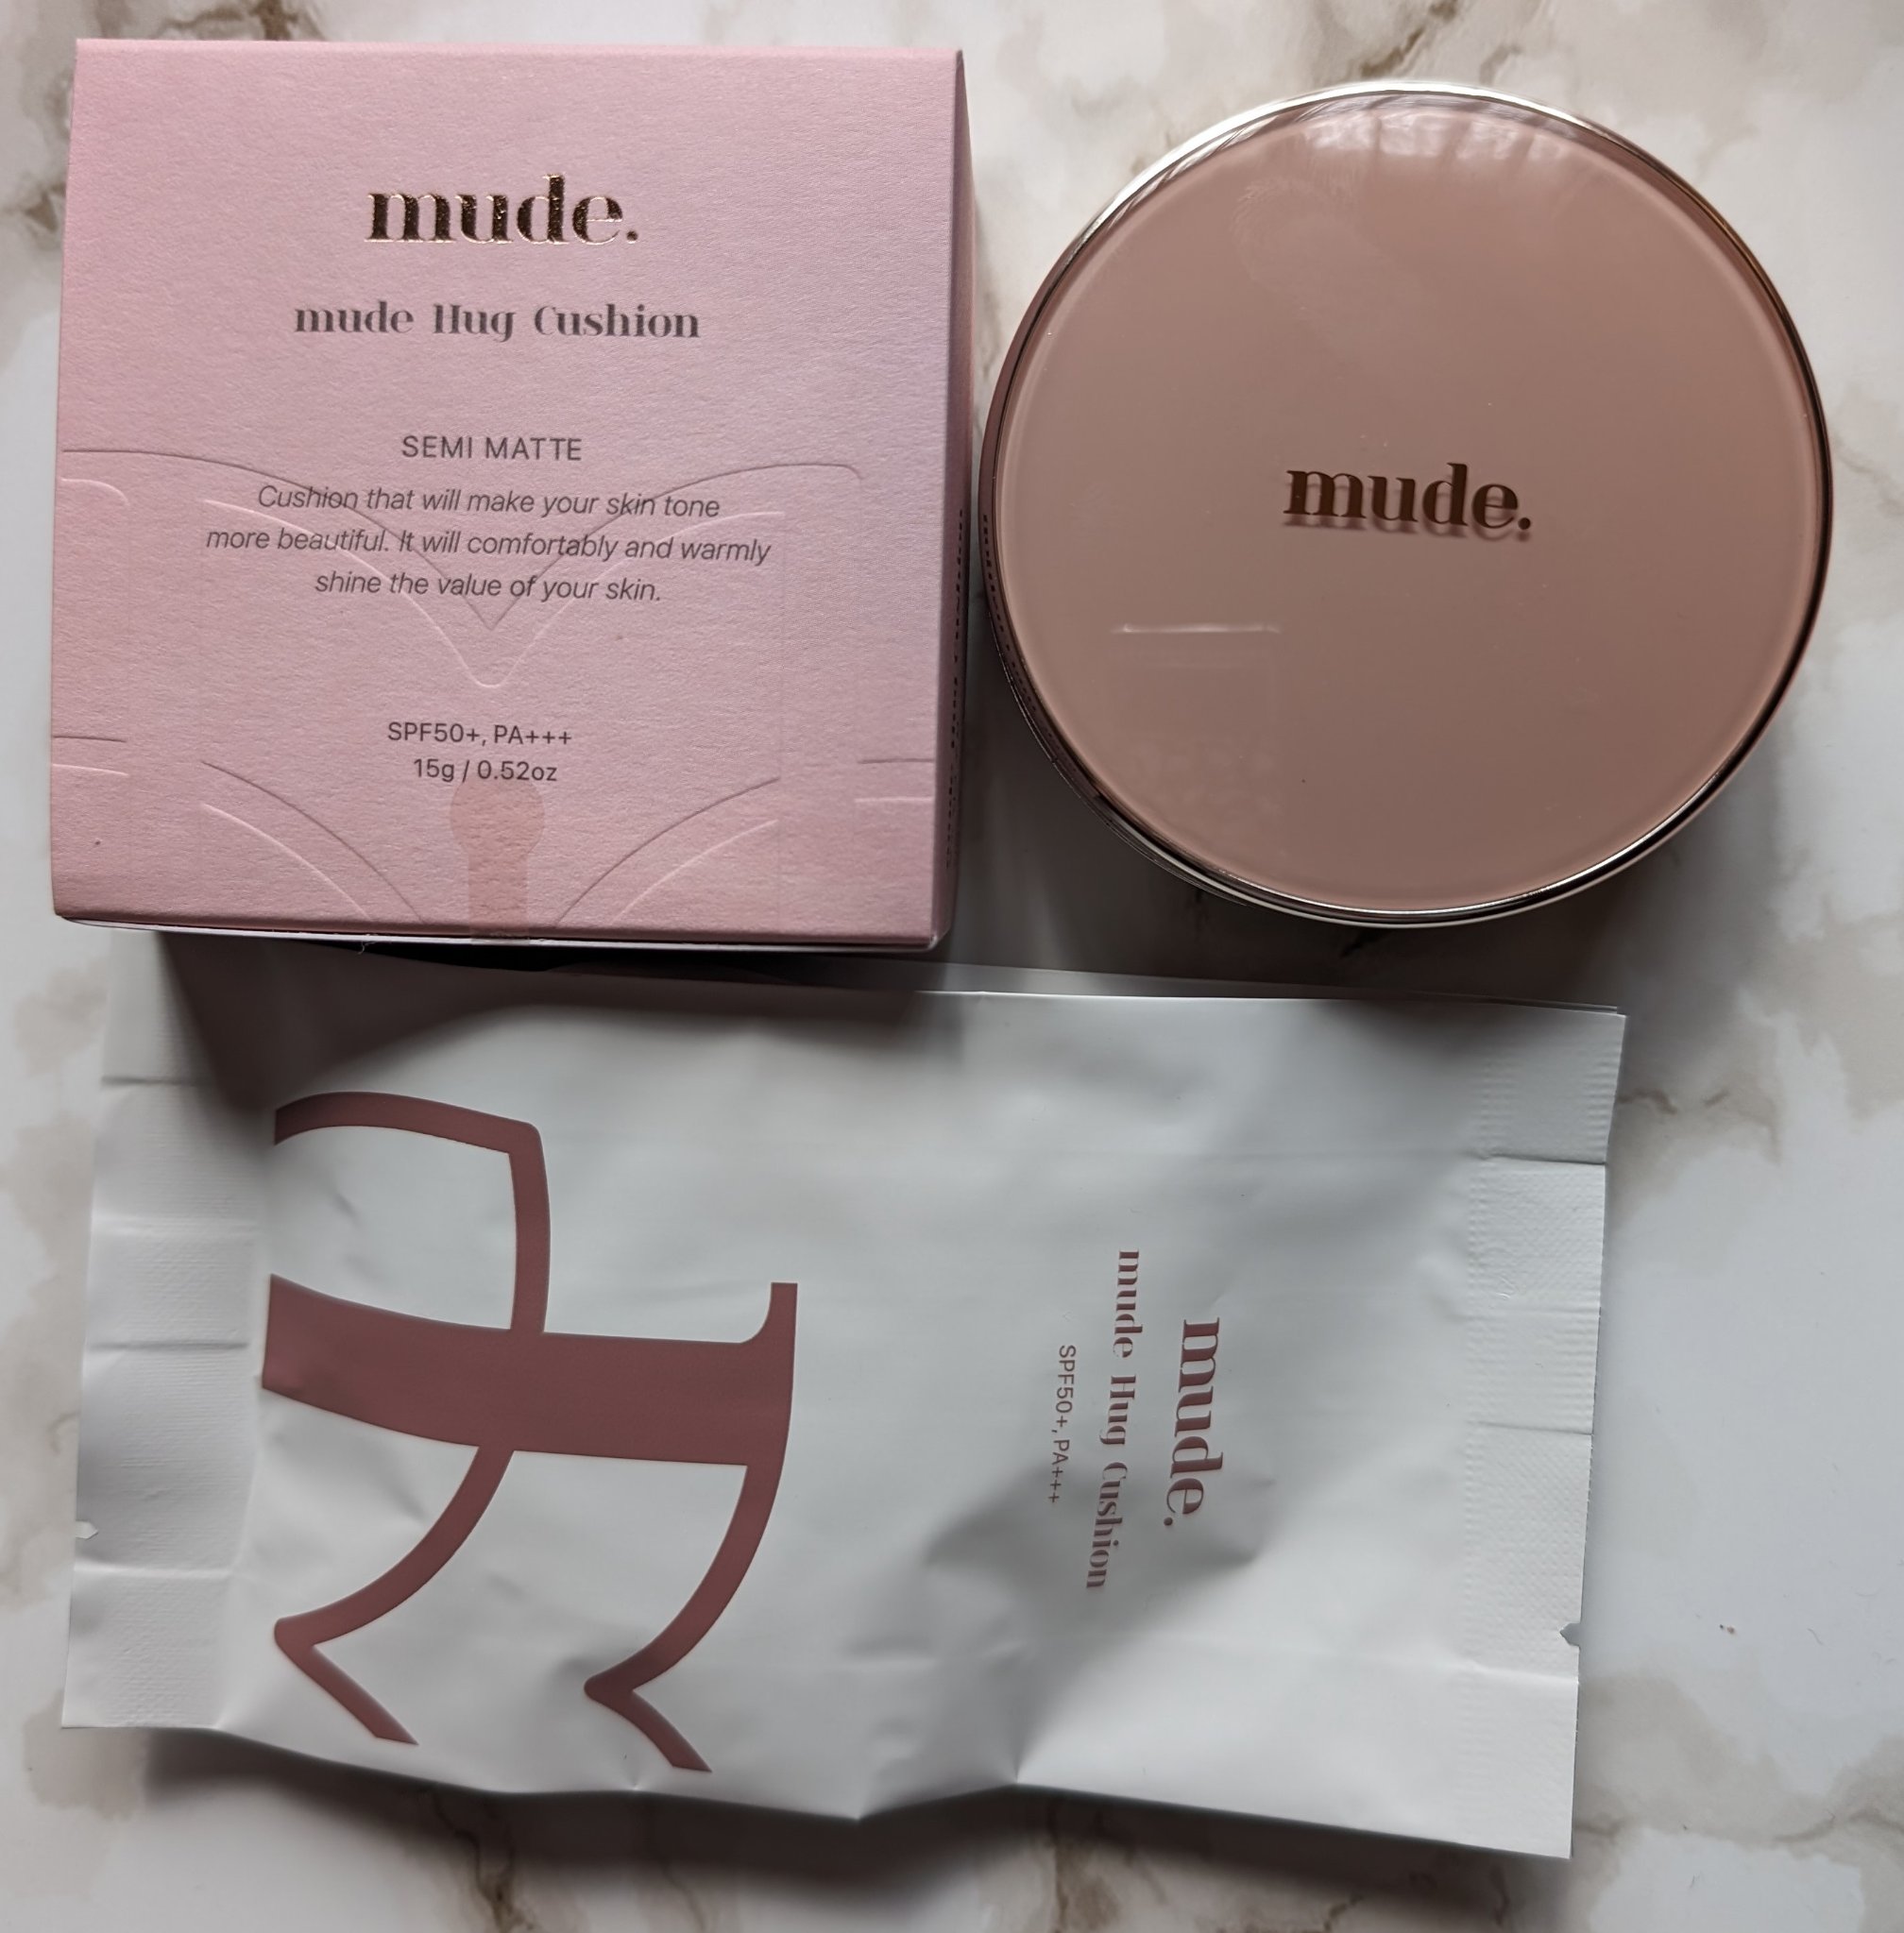 mude.
mude Hug Cushion
SEMI MATTE
Cushion that will make your skin tone
more beautiful. It will comfortably and warmly
shine the value of your skin.
SPF50+, PA+++
15g / 0.52oz
mude.
mude.
mude Hug Cushion
SPF50+, PA+++